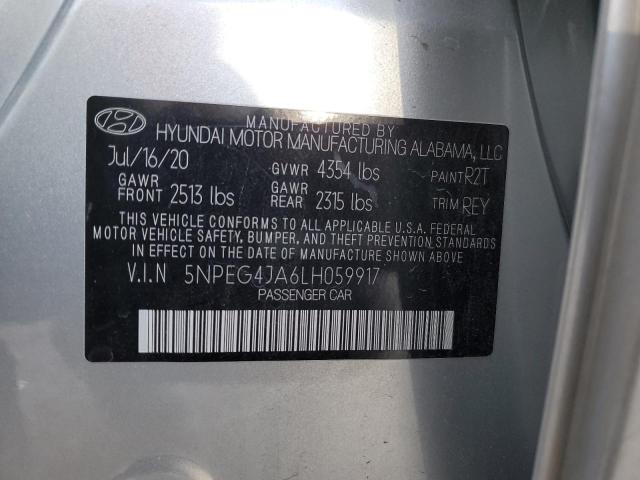 MANUFACTURED BY
HYUNDAI MOTOR MANUFACTURING ALABAMA, LLC
Jul/16/20 GVWR 4354 lbs PAINT R2T
GAWR FRONT 2513 lbs GAWR REAR 2315 lbs TRIM REY
THIS VEHICLE CONFORMS TO ALL APPLICABLE U.S.A. FEDERAL
MOTOR VEHICLE SAFETY, BUMPER, AND THEFT PREVENTION STANDARDS
IN EFFECT ON THE DATE OF MANUFACTURE SHOWN ABOVE.
V.I.N 5NPEG4JA6LH059917
PASSENGER CAR